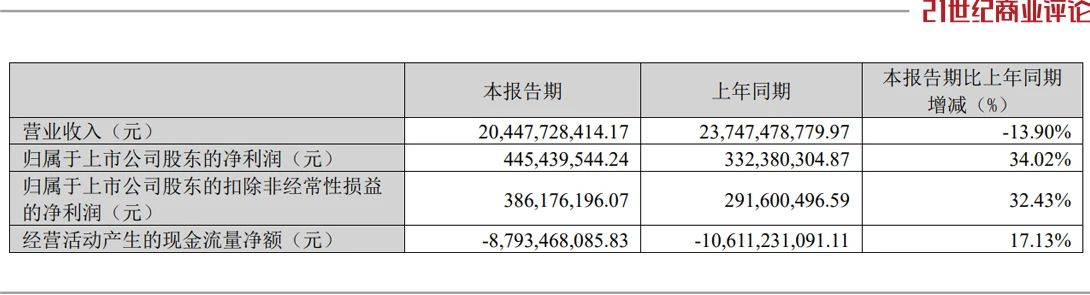 21世纪商业评论
本报告期 上年同期 本报告期比上年同期
增减（%）
营业收入（元） 20,447,728,414.17 23,747,478,779.97 -13.90%
归属于上市公司股东的净利润（元） 445,439,544.24 332,380,304.87 34.02%
归属于上市公司股东的扣除非经常性损益
的净利润（元） 386,176,196.07 291,600,496.59 32.43%
经营活动产生的现金流量净额（元） -8,793,468,085.83 -10,611,231,091.11 17.13%